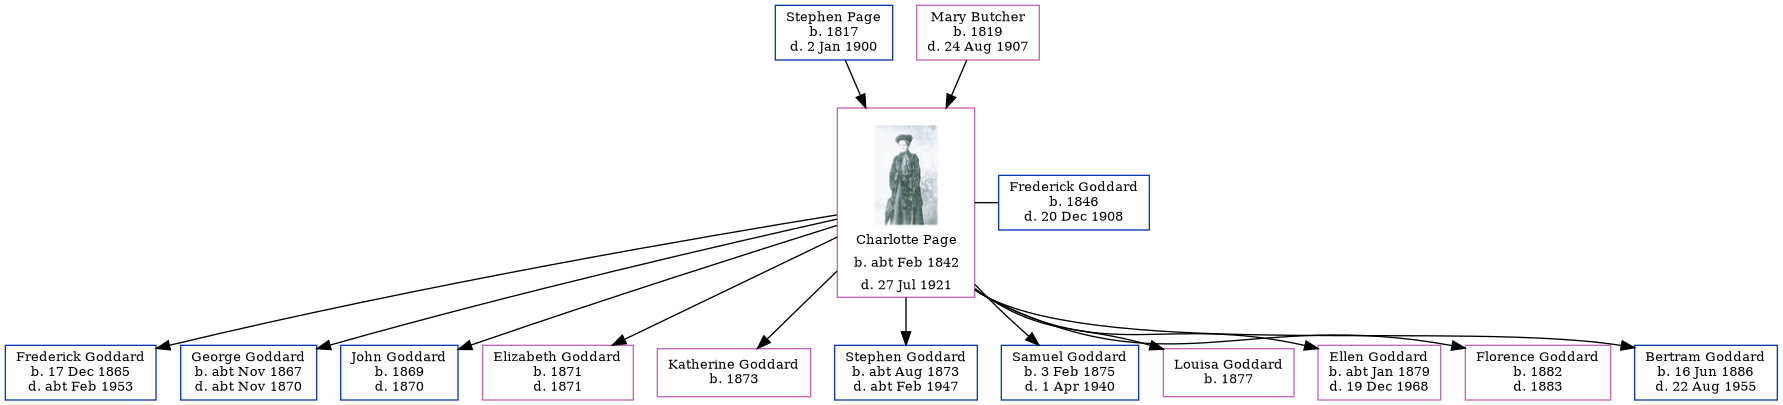 Stephen Page
b. 1817
d. 2 Jan 1900
Mary Butcher
b. 1819
d. 24 Aug 1907
Charlotte Page
b. abt Feb 1842
d. 27 Jul 1921
Frederick Goddard
b. 1846
d. 20 Dec 1908
Frederick Goddard
b. 17 Dec 1865
d. abt Feb 1953
George Goddard
b. abt Nov 1867
d. abt Nov 1870
John Goddard
b. 1869
d. 1870
Elizabeth Goddard
b. 1871
d. 1871
Katherine Goddard
b. 1873
Stephen Goddard
b. abt Aug 1873
d. abt Feb 1947
Samuel Goddard
b. 3 Feb 1875
d. 1 Apr 1940
Louisa Goddard
b. 1877
Ellen Goddard
b. abt Jan 1879
d. 19 Dec 1968
Florence Goddard
b. 1882
d. 1883
Bertram Goddard
b. 16 Jun 1886
d. 22 Aug 1955